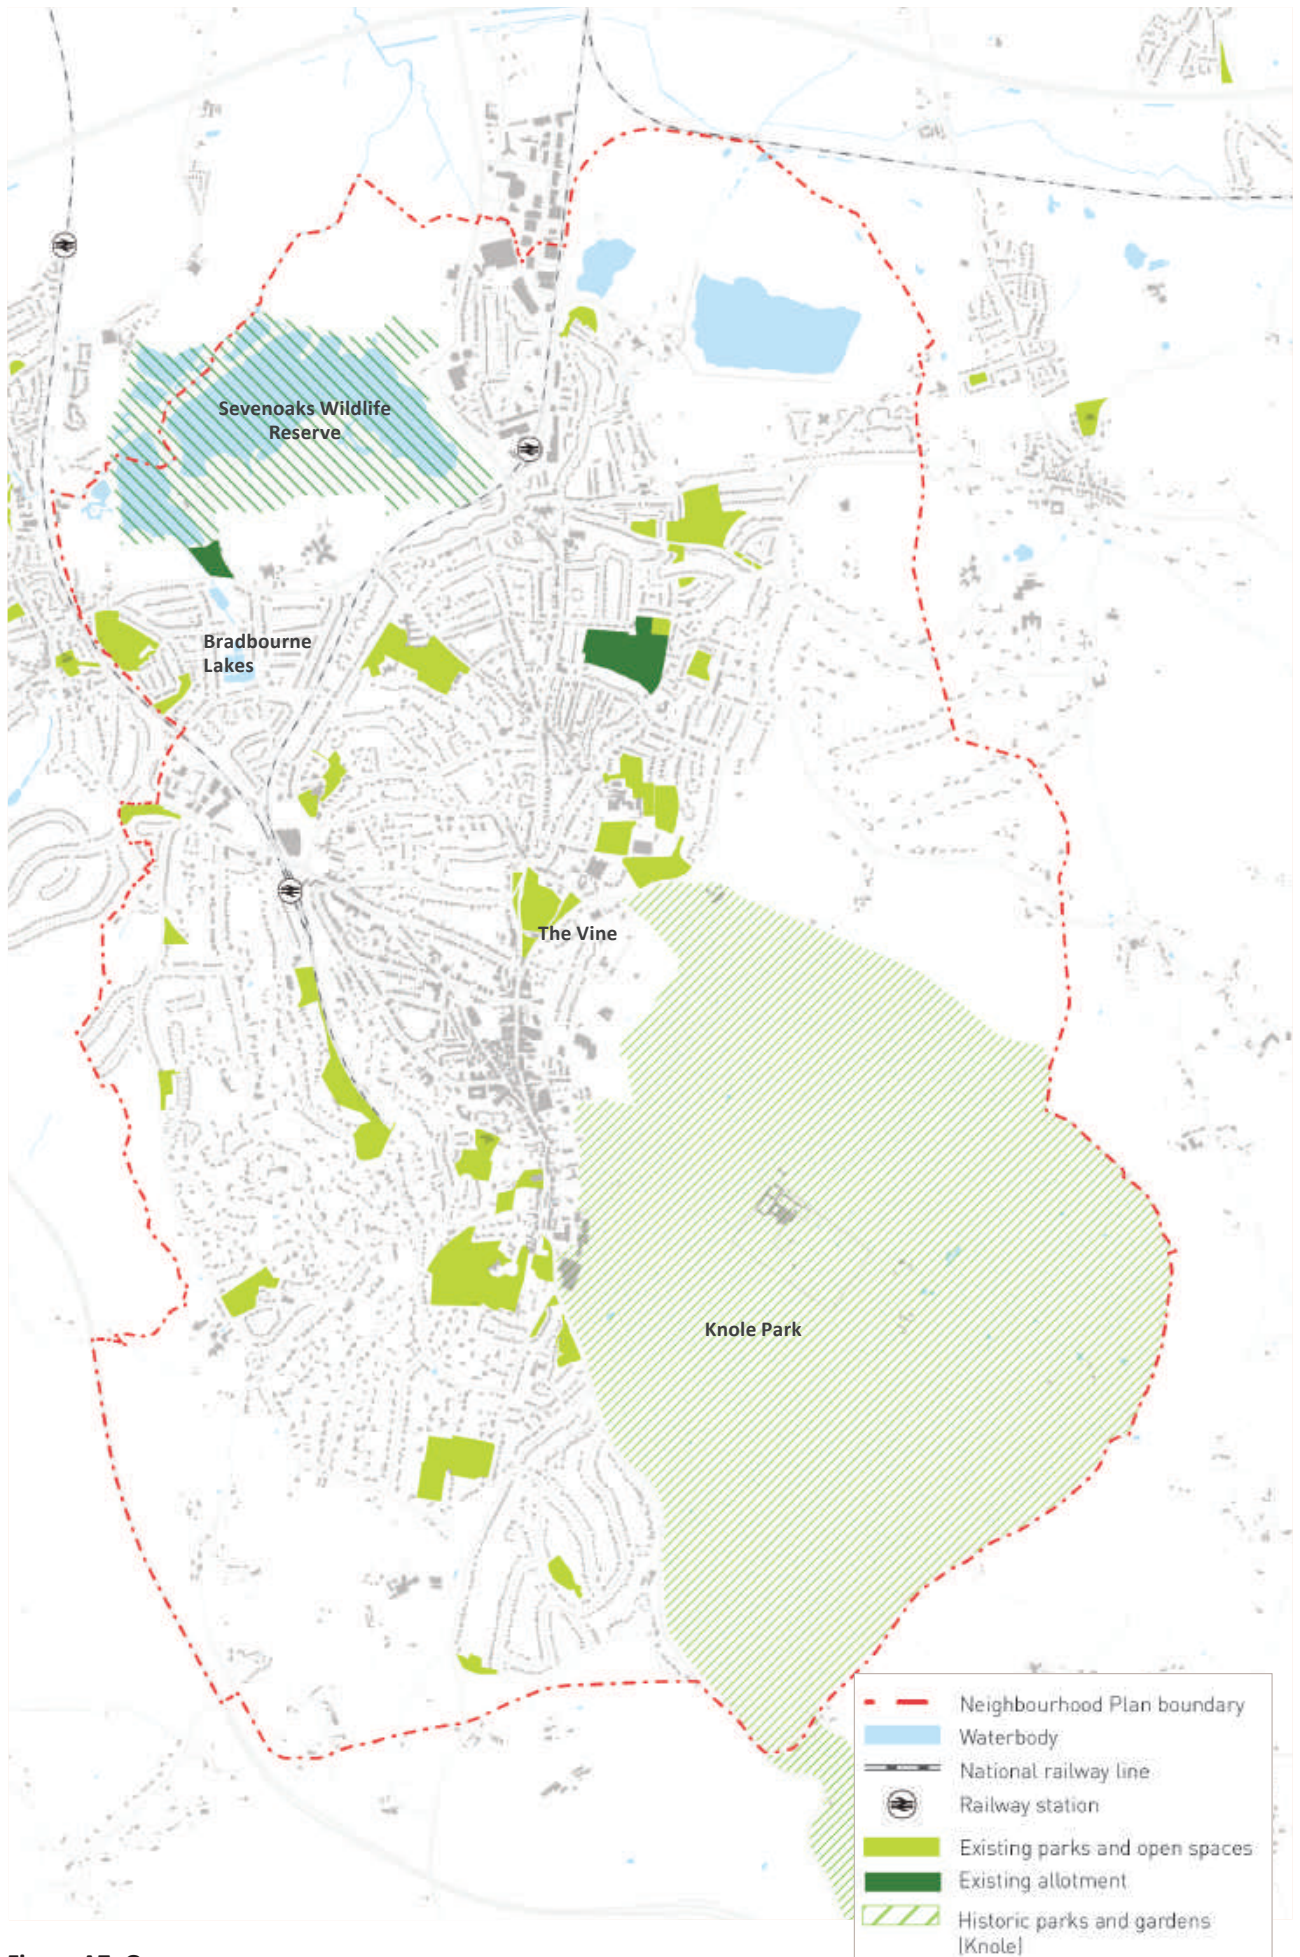 Sevenoaks Wildlife
Reserve
Bradbourne
Lakes
The Vine
Knole Park
Neighbourhood Plan boundary
Waterbody
National railway line
Railway station
Existing parks and open spaces
Existing allotment
Historic parks and gardens
(Knole)